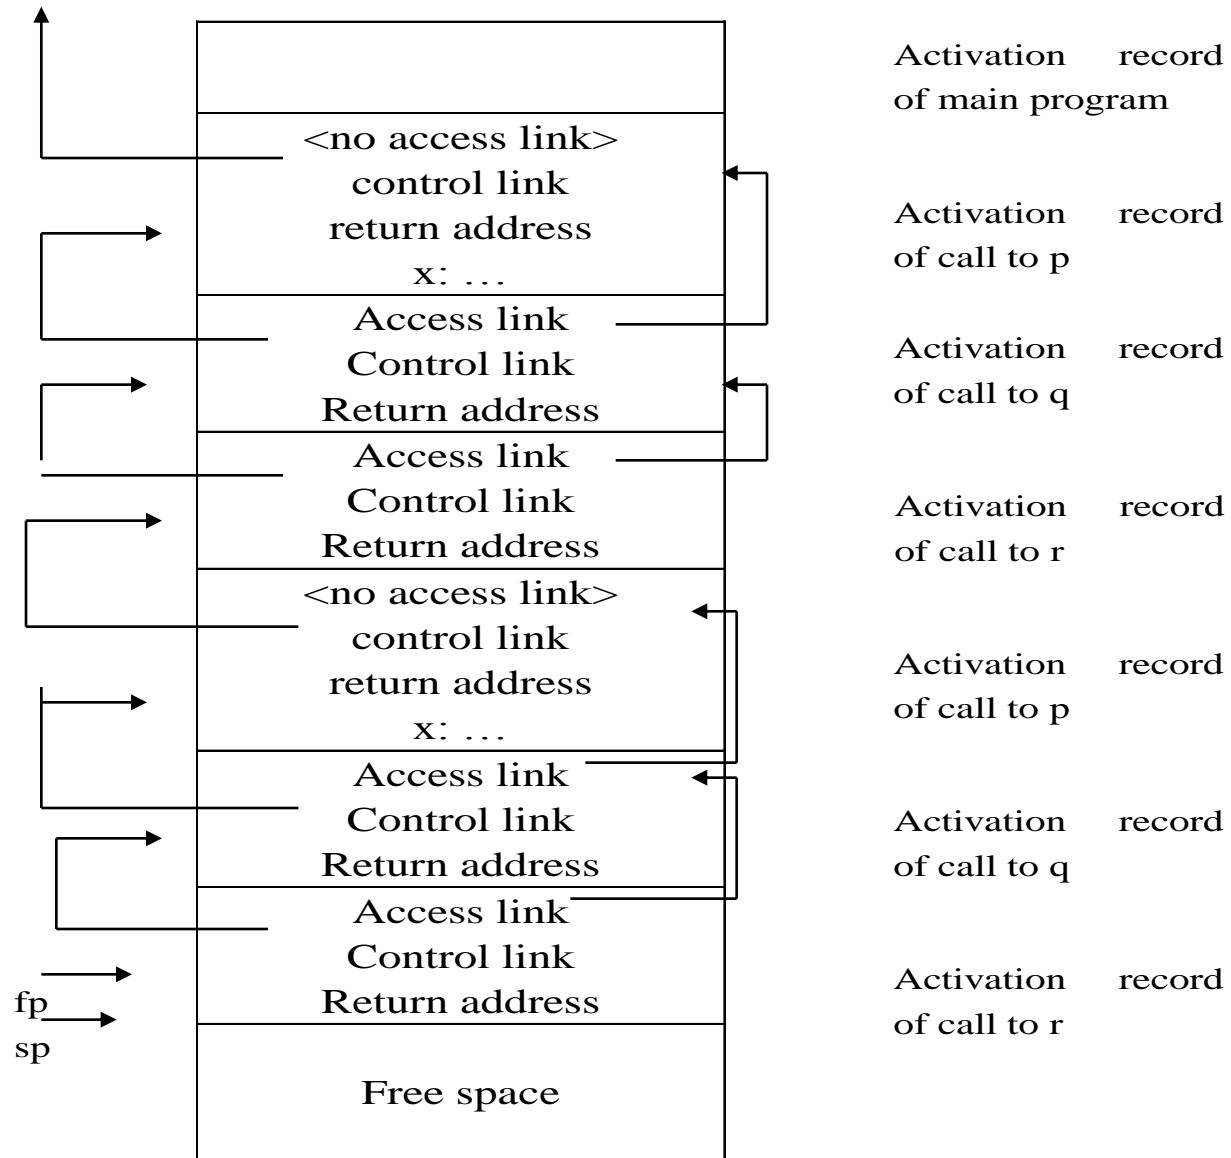 Activation record
of main program
<no access link>
control link
return address
x: …
Activation record
of call to p
Access link
Control link
Return address
Activation record
of call to q
Access link
Control link
Return address
Activation record
of call to r
<no access link>
control link
return address
x: …
Activation record
of call to p
Access link
Control link
Return address
Activation record
of call to q
Access link
Control link
Return address
Activation record
of call to r
fp
sp
Free space